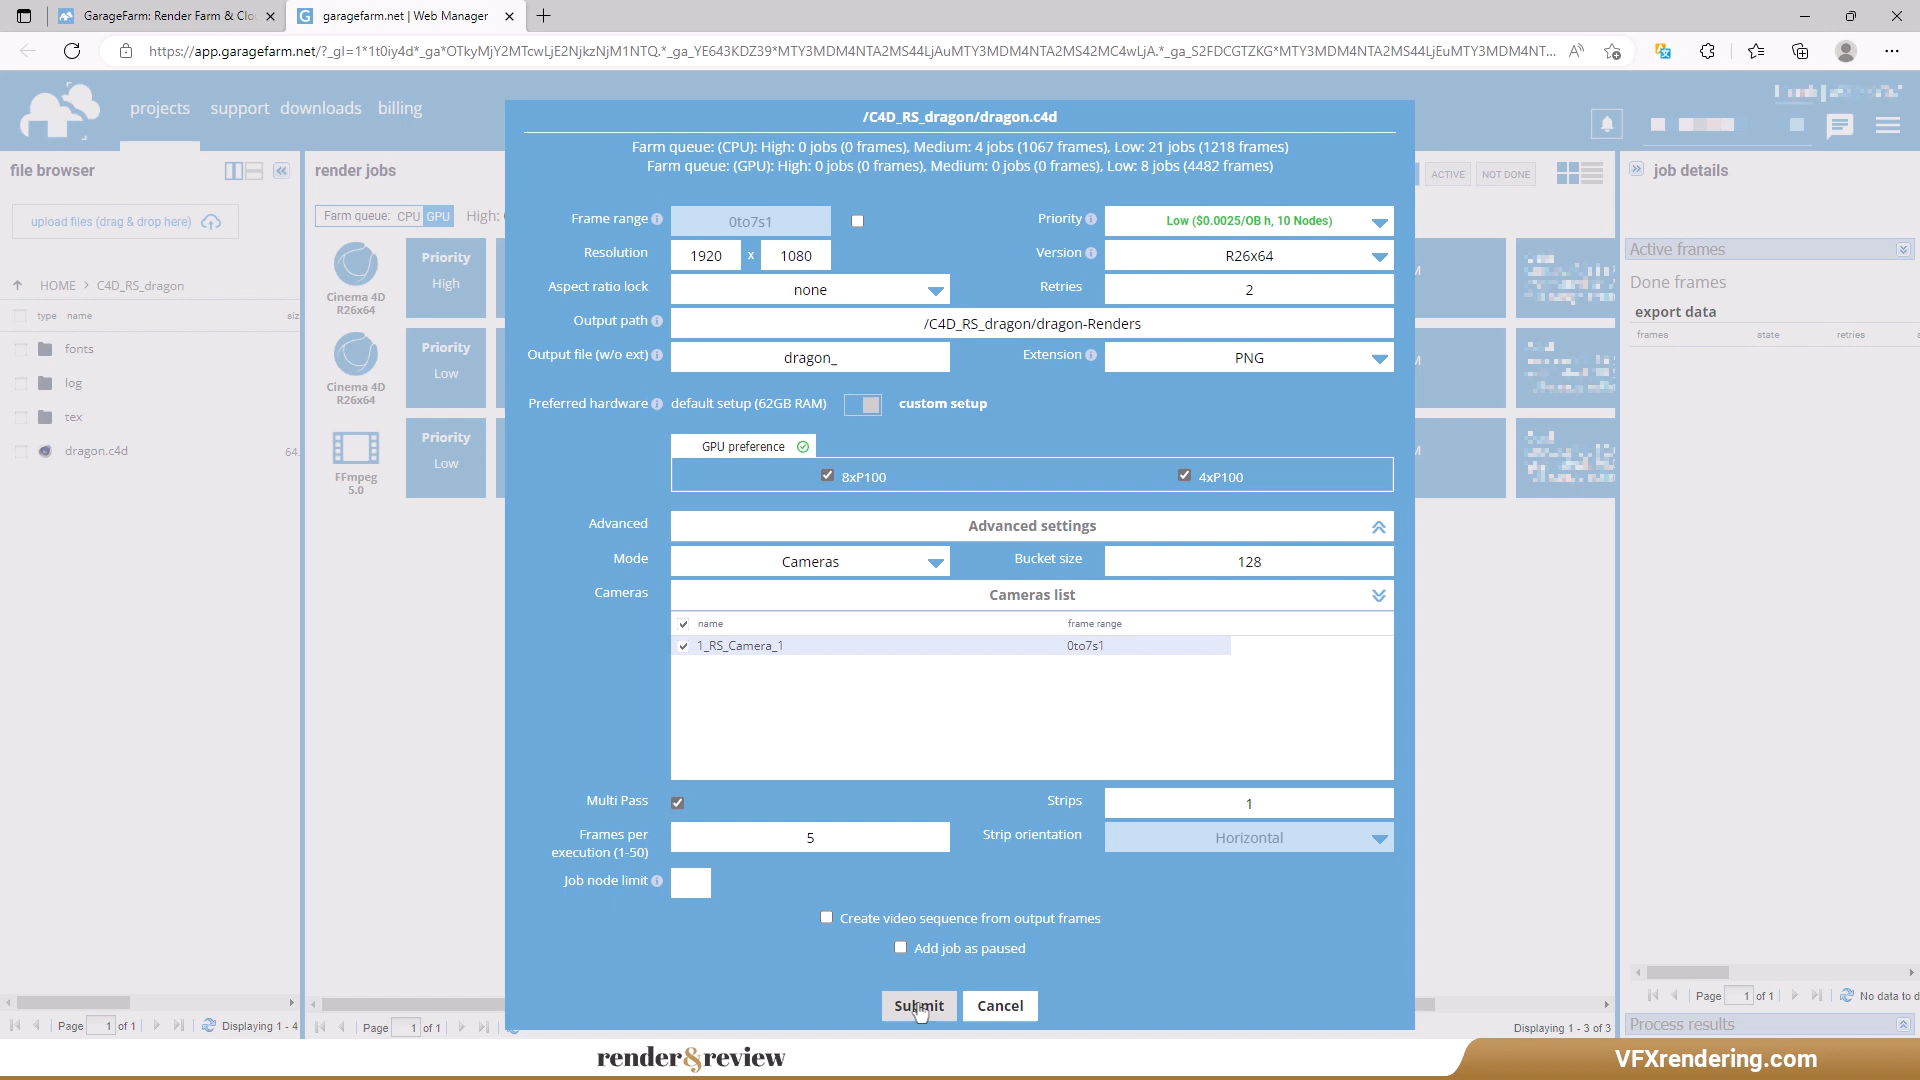 GarageFarm: Render Farm & Clo
garagefarm.net | Web Manager
https://app.garagefarm.net/?_gl=1*1t0iy4d*_ga*OTkyMjY2MTcwLjE2NjkzNjM1NTQ.*_ga_YE643KDZ39*MTY3MDM4NTA2MS44LjAuMTY3MDM4NTA2MS42MC4wLjA.*_ga_S2FDCGTZKG*MTY3MDM4NTA2MS44LjEuMTY3MDM4NT...
projects support downloads billing
file browser
upload files (drag & drop here)
HOME > C4D_RS_dragon
type name siz
fonts
log
tex
dragon.c4d 64.
Page 1 of 1 Displaying 1 - 4
render jobs
Farm queue: CPU GPU High:
ACTIVE NOT DONE
Cinema 4D
R26x64
Priority
High
Cinema 4D
R26x64
Priority
Low
FFmpeg
5.0
Priority
Low
Page 1 of 1
Displaying 1 - 3 of 3
/C4D_RS_dragon/dragon.c4d
Farm queue: (CPU): High: 0 jobs (0 frames), Medium: 4 jobs (1067 frames), Low: 21 jobs (1218 frames)
Farm queue: (GPU): High: 0 jobs (0 frames), Medium: 0 jobs (0 frames), Low: 8 jobs (4482 frames)
Frame range 0to7s1 Priority Low ($0.0025/OB h, 10 Nodes)
Resolution 1920 x 1080 Version R26x64
Aspect ratio lock none Retries 2
Output path /C4D_RS_dragon/dragon-Renders
Output file (w/o ext) dragon_ Extension PNG
Preferred hardware default setup (62GB RAM) custom setup
GPU preference
8xP100 4xP100
Advanced Advanced settings
Mode Cameras Bucket size 128
Cameras Cameras list
name frame range
1_RS_Camera_1 0to7s1
Multi Pass Strips 1
Frames per
execution (1-50) 5 Strip orientation Horizontal
Job node limit
Create video sequence from output frames
Add job as paused
Submit Cancel
job details
Active frames
Done frames
export data
frames state retries
Page 1 of 1 No data to d
Process results
render&review
VFXrendering.com